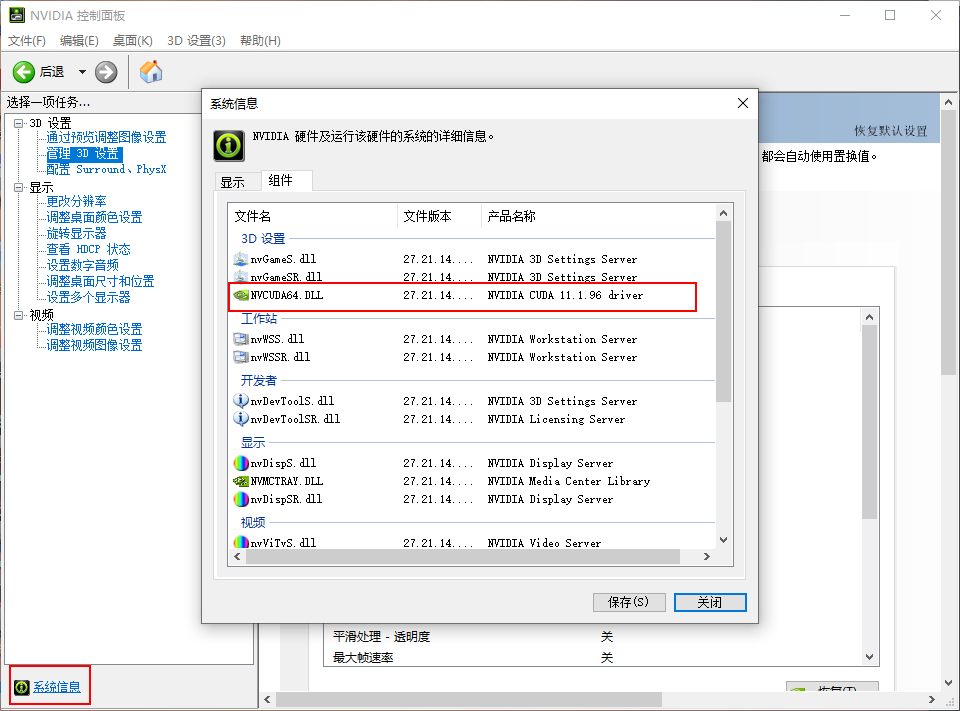 NVIDIA 控制面板
文件(F) 编辑(E) 桌面(K) 3D 设置(3) 帮助(H)
后退
选择一项任务...
3D 设置
通过预览调整图像设置
管理 3D 设置
配置 Surround、PhysX
显示
更改分辨率
调整桌面颜色设置
旋转显示器
查看 HDCP 状态
设置数字音频
调整桌面尺寸和位置
设置多个显示器
视频
调整视频颜色设置
调整视频图像设置
系统信息
恢复默认设置
都会自动使用置换值。
系统信息
NVIDIA 硬件及运行该硬件的系统的详细信息。
显示 组件
文件名 文件版本 产品名称
3D 设置
nvGameS.dll 27.21.14.... NVIDIA 3D Settings Server
nvGameSR.dll 27.21.14.... NVIDIA 3D Settings Server
NVCUDA64.DLL 27.21.14.... NVIDIA CUDA 11.1.96 driver
工作站
nvWSS.dll 27.21.14.... NVIDIA Workstation Server
nvWSSR.dll 27.21.14.... NVIDIA Workstation Server
开发者
nvDevToolS.dll 27.21.14.... NVIDIA 3D Settings Server
nvDevToolSR.dll 27.21.14.... NVIDIA Licensing Server
显示
nvDispS.dll 27.21.14.... NVIDIA Display Server
NVMCTRAY.DLL 27.21.14.... NVIDIA Media Center Library
nvDispSR.dll 27.21.14.... NVIDIA Display Server
视频
nvViTvS.dll 27.21.14.... NVIDIA Video Server
保存(S) 关闭
平滑处理 - 透明度 关
最大帧速率 关
恢复(T)